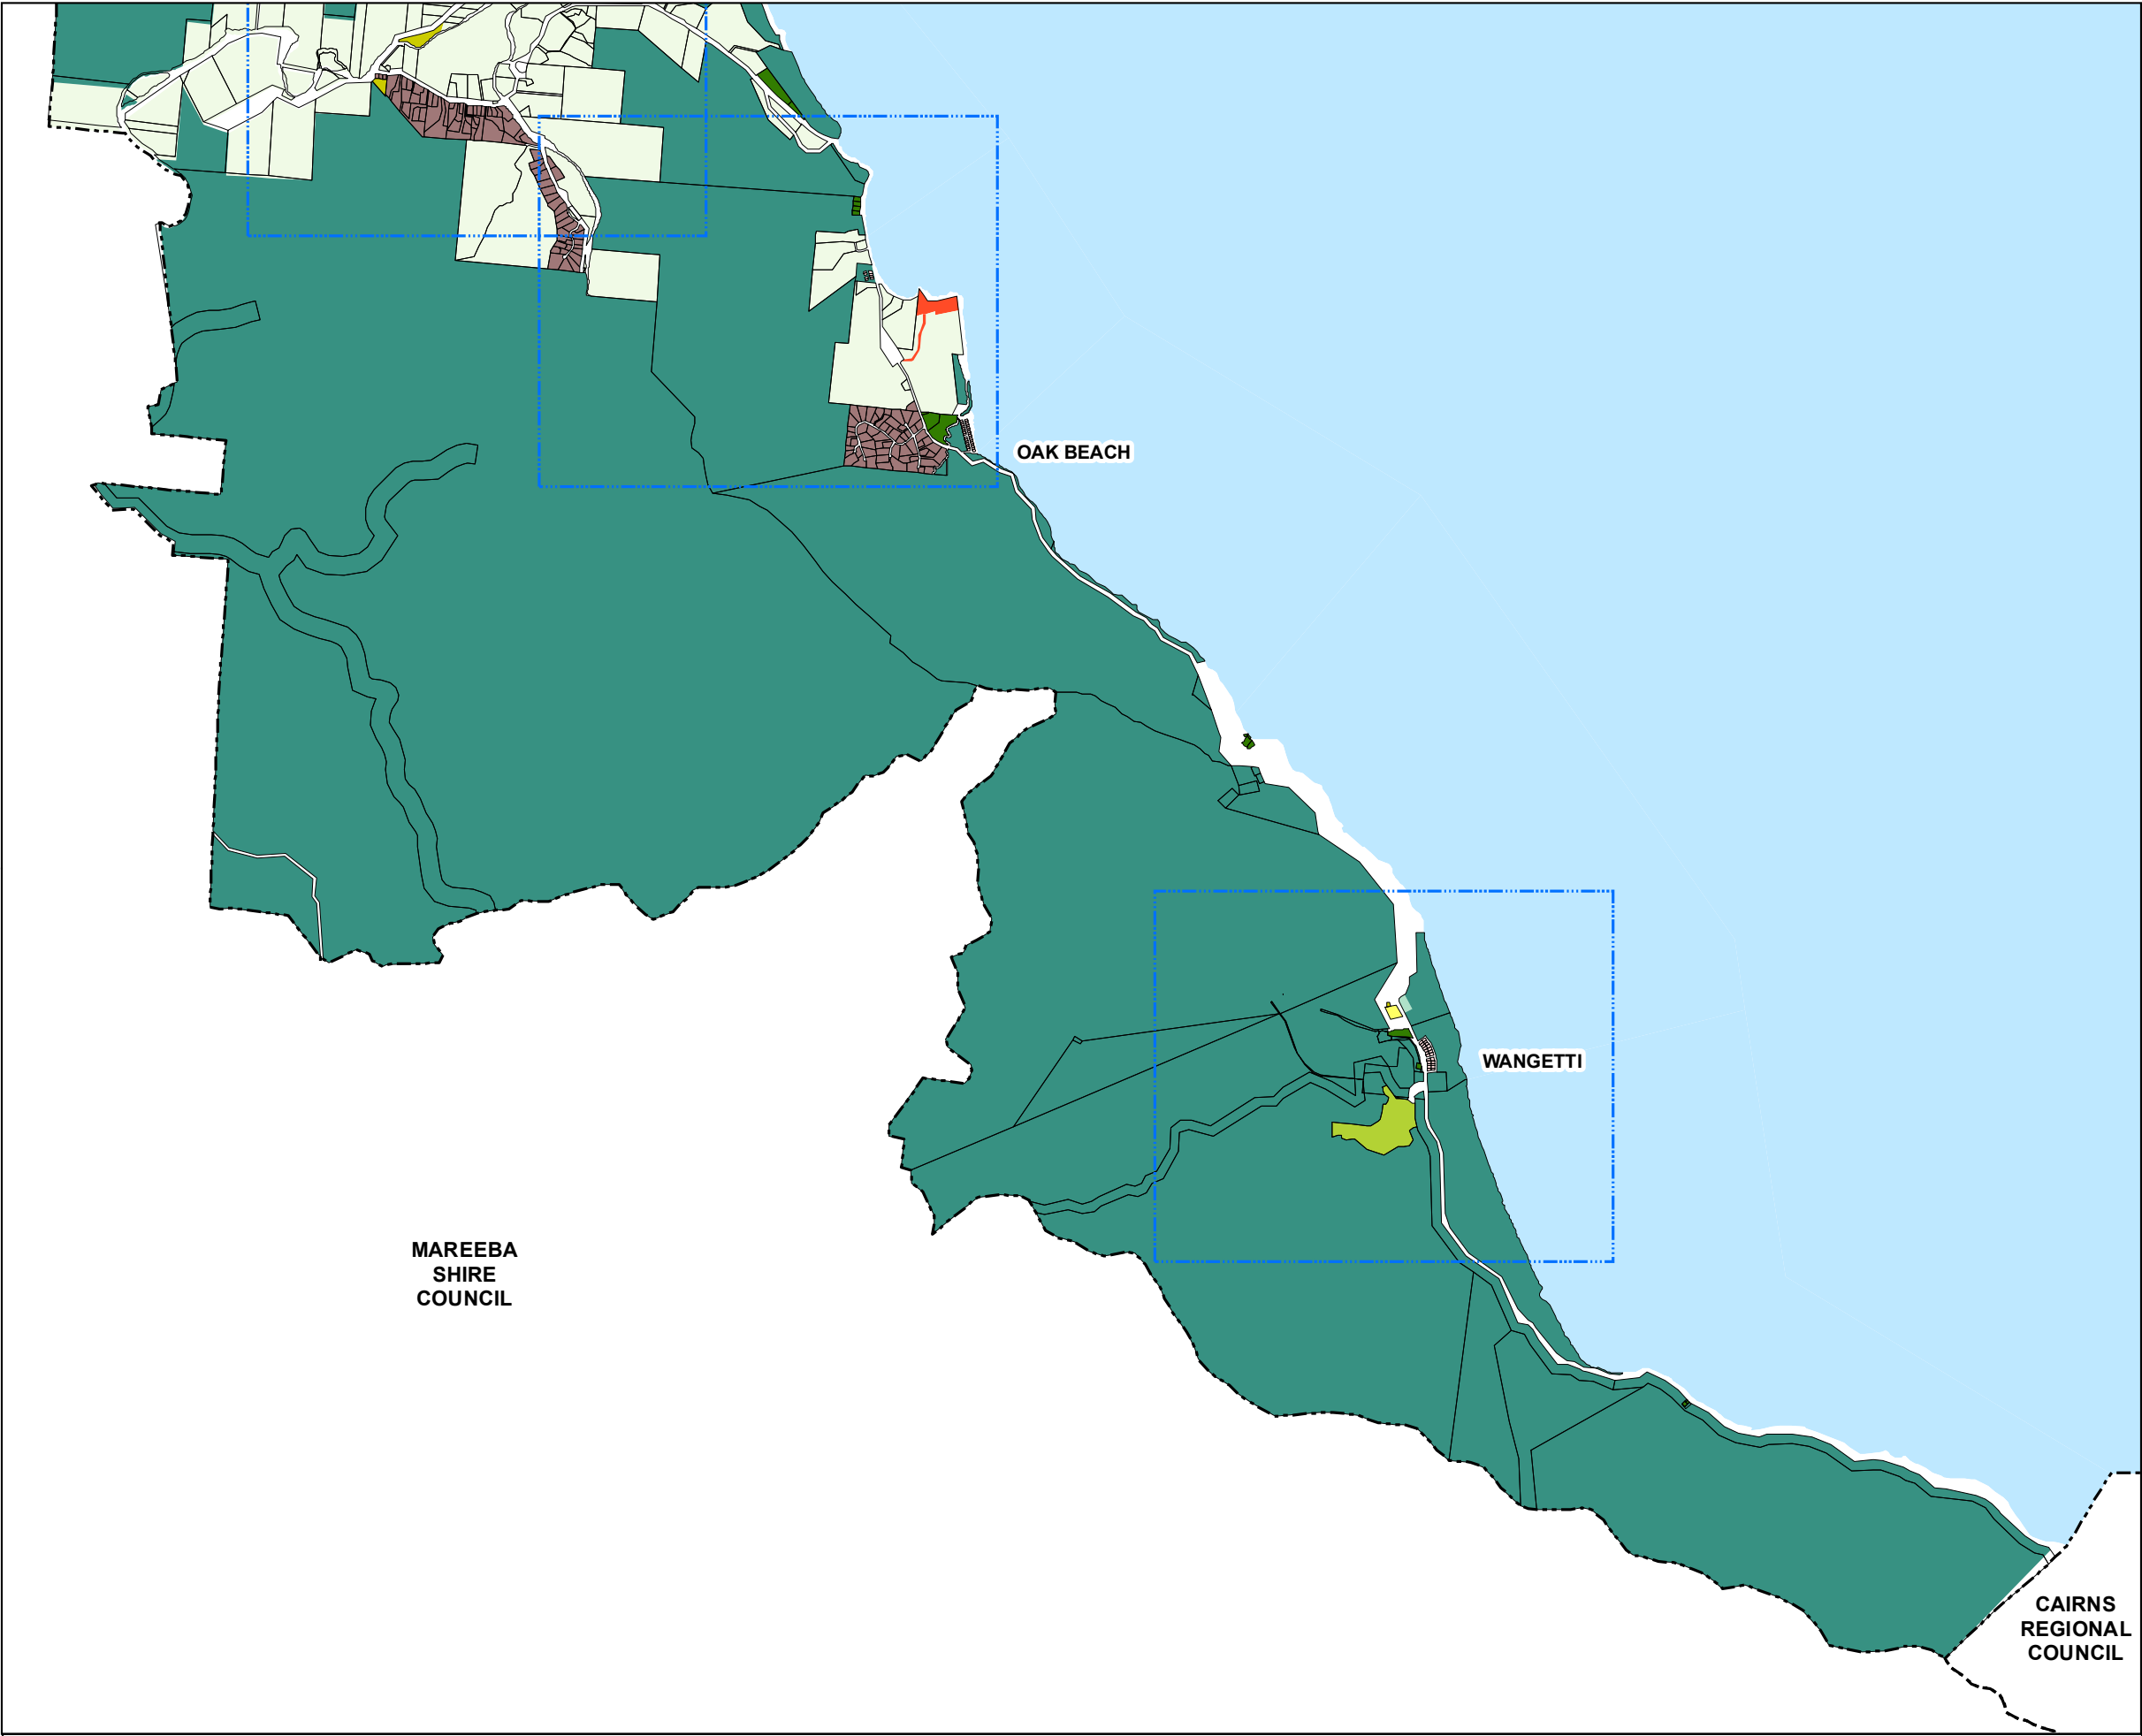 OAK BEACH
WANGETTI
MAREEBA
SHIRE
COUNCIL
CAIRNS
REGIONAL
COUNCIL